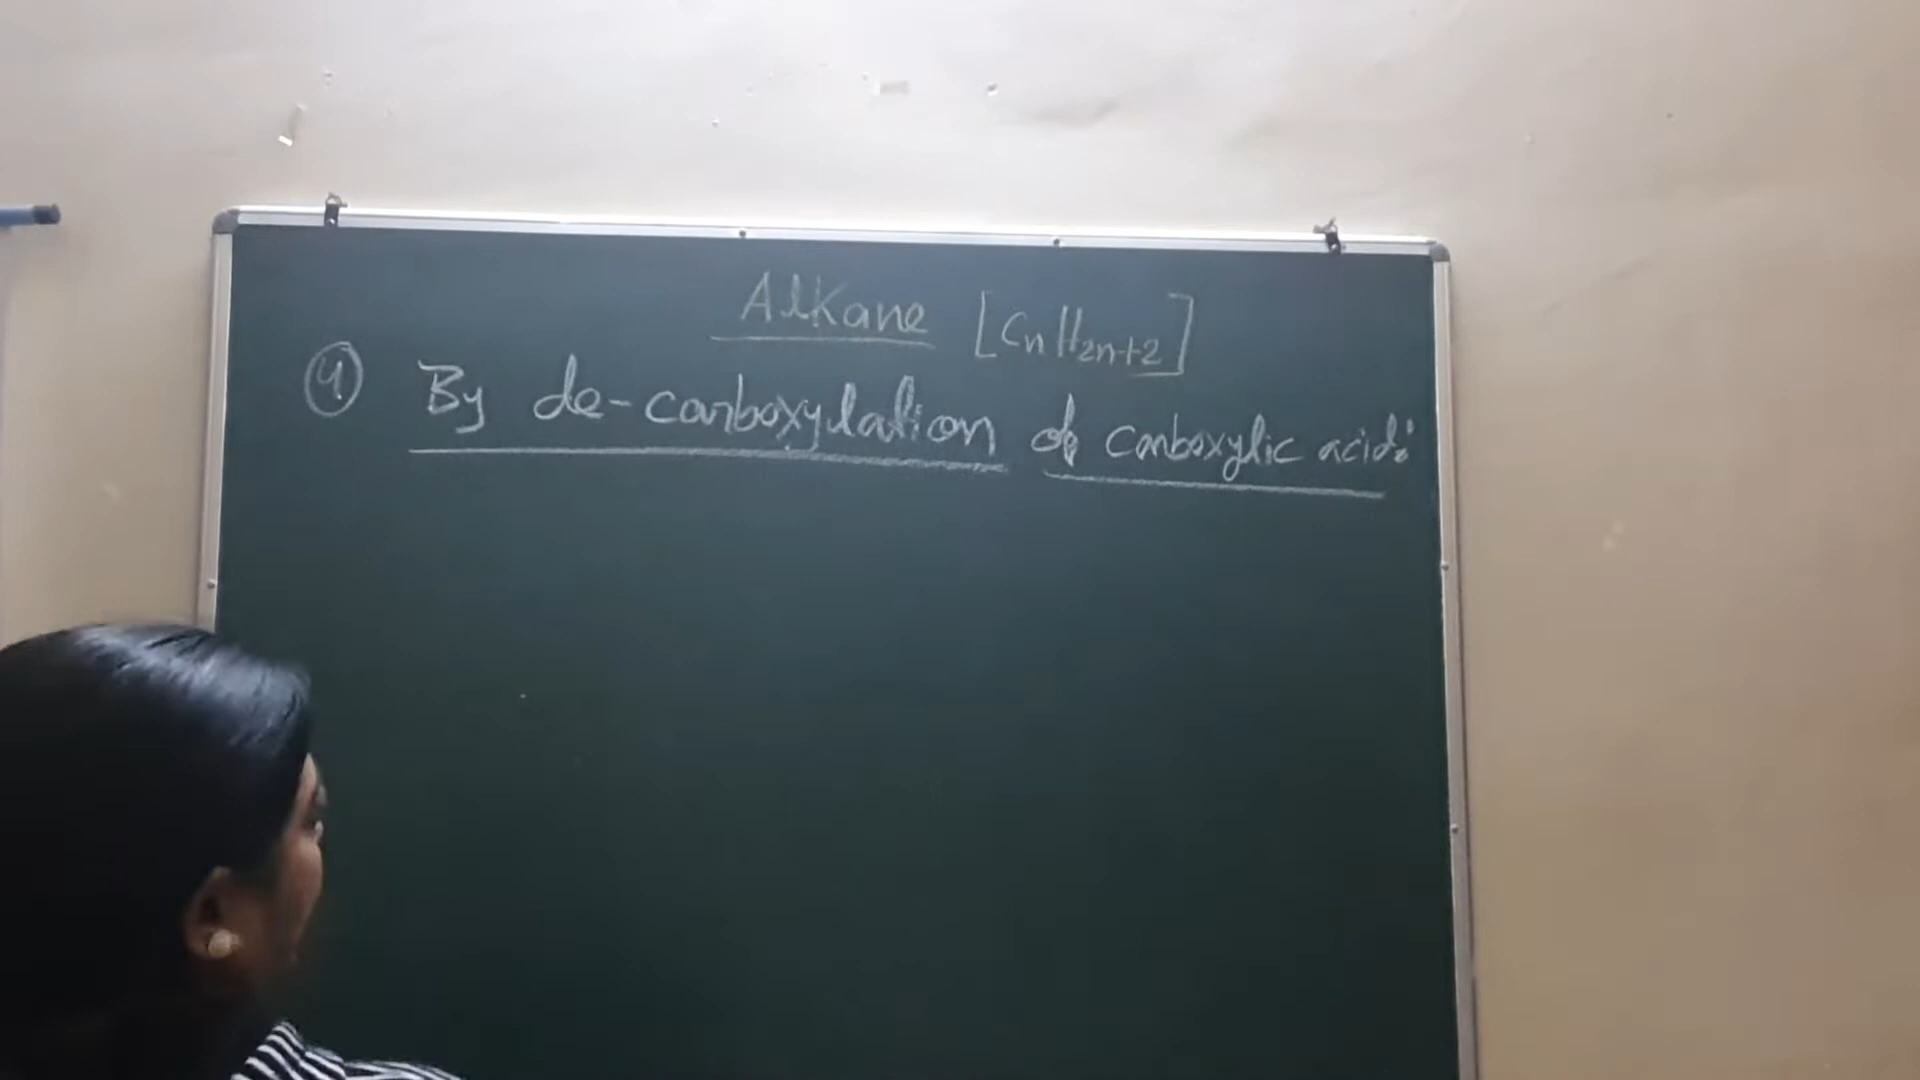 Alkane [CnH2n+2]
4 By de-carboxylation of carboxylic acid: